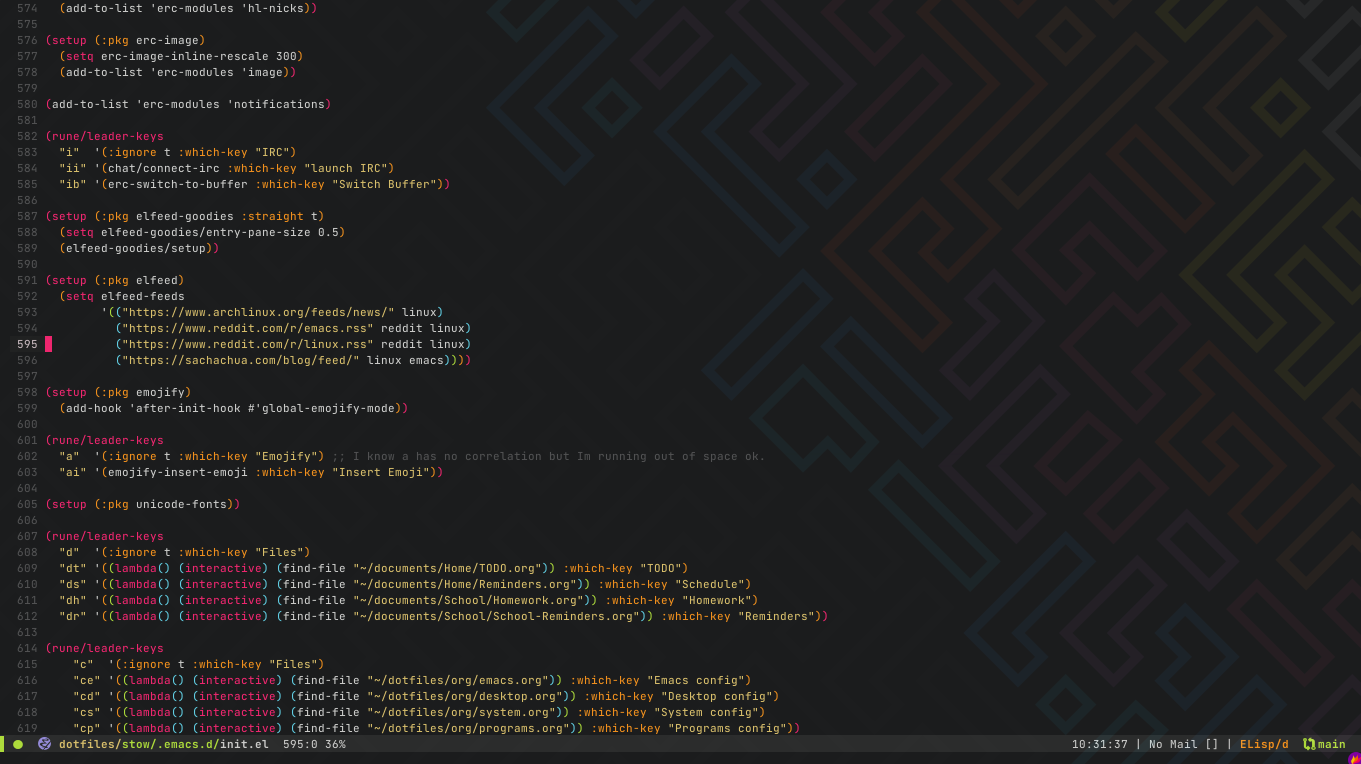 574   (add-to-list 'erc-modules 'hl-nicks))
575
576 (setup (:pkg erc-image)
577   (setq erc-image-inline-rescale 300)
578   (add-to-list 'erc-modules 'image))
579
580 (add-to-list 'erc-modules 'notifications)
581
582 (rune/leader-keys
583   "i"  '(:ignore t :which-key "IRC")
584   "ii" '(chat/connect-irc :which-key "launch IRC")
585   "ib" '(erc-switch-to-buffer :which-key "Switch Buffer"))
586
587 (setup (:pkg elfeed-goodies :straight t)
588   (setq elfeed-goodies/entry-pane-size 0.5)
589   (elfeed-goodies/setup))
590
591 (setup (:pkg elfeed)
592   (setq elfeed-feeds
593         '(("https://www.archlinux.org/feeds/news/" linux)
594           ("https://www.reddit.com/r/emacs.rss" reddit linux)
595           ("https://www.reddit.com/r/linux.rss" reddit linux)
596           ("https://sachachua.com/blog/feed/" linux emacs))))
597
598 (setup (:pkg emojify)
599   (add-hook 'after-init-hook #'global-emojify-mode))
600
601 (rune/leader-keys
602   "a"  '(:ignore t :which-key "Emojify") ;; I know a has no correlation but Im running out of space ok.
603   "ai" '(emojify-insert-emoji :which-key "Insert Emoji"))
604
605 (setup (:pkg unicode-fonts))
606
607 (rune/leader-keys
608   "d"  '(:ignore t :which-key "Files")
609   "dt" '((lambda() (interactive) (find-file "~/documents/Home/TODO.org")) :which-key "TODO")
610   "ds" '((lambda() (interactive) (find-file "~/documents/Home/Reminders.org")) :which-key "Schedule")
611   "dh" '((lambda() (interactive) (find-file "~/documents/School/Homework.org")) :which-key "Homework")
612   "dr" '((lambda() (interactive) (find-file "~/documents/School/School-Reminders.org")) :which-key "Reminders"))
613
614 (rune/leader-keys
615     "c"  '(:ignore t :which-key "Files")
616     "ce" '((lambda() (interactive) (find-file "~/dotfiles/org/emacs.org")) :which-key "Emacs config")
617     "cd" '((lambda() (interactive) (find-file "~/dotfiles/org/desktop.org")) :which-key "Desktop config")
618     "cs" '((lambda() (interactive) (find-file "~/dotfiles/org/system.org")) :which-key "System config")
619     "cp" '((lambda() (interactive) (find-file "~/dotfiles/org/programs.org")) :which-key "Programs config"))
dotfiles/stow/.emacs.d/init.el  595:0 36%  10:31:37 | No Mail [] | ELisp/d  main